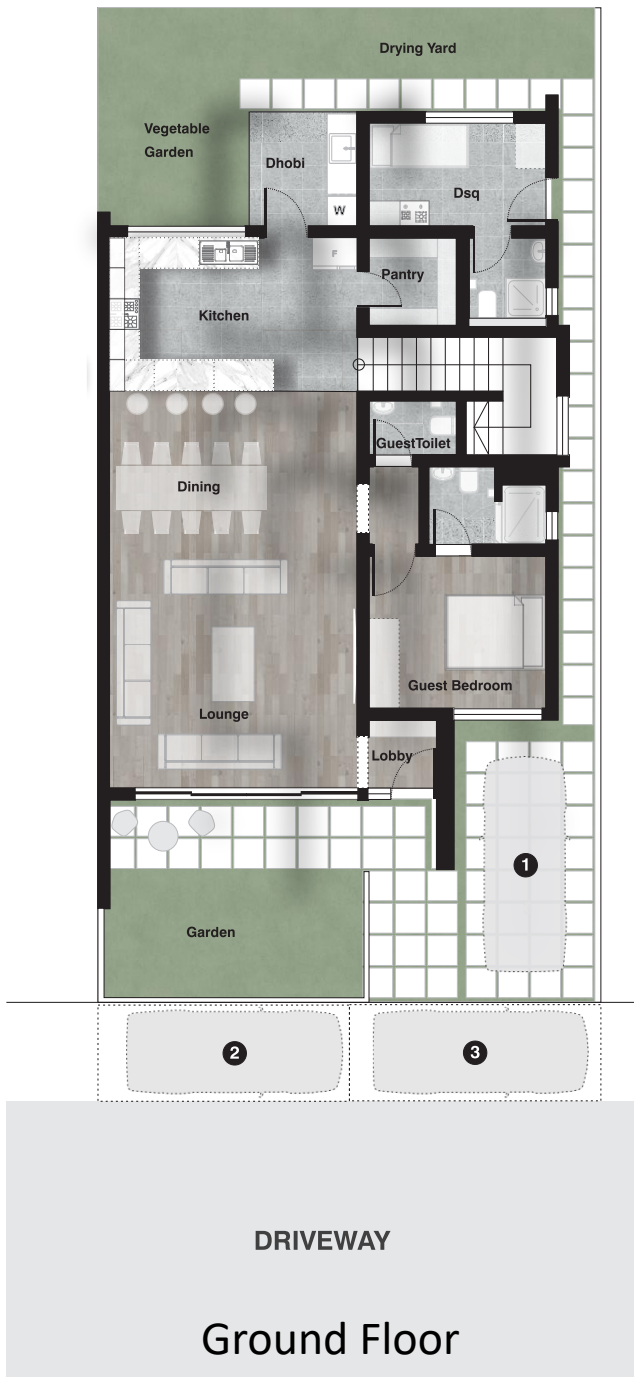 Drying Yard
Vegetable
Garden
Dhobi
Dsq
W
F
Pantry
Kitchen
GuestToilet
Dining
Guest Bedroom
Lounge
Lobby
1
Garden
2
3
DRIVEWAY
Ground Floor